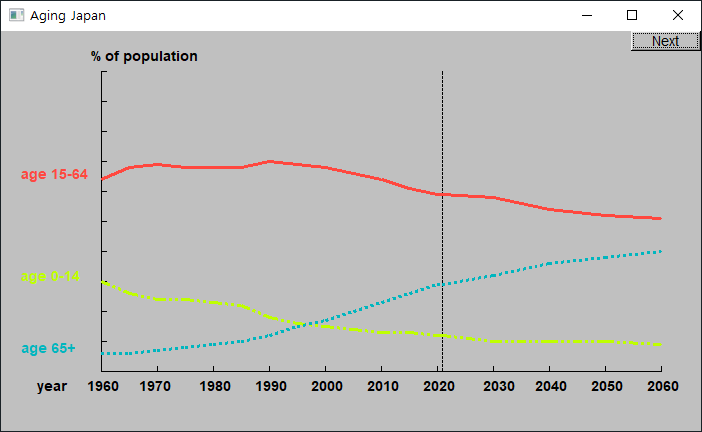 Aging Japan
Next
% of population
age 15-64
age 0-14
age 65+
year 1960 1970 1980 1990 2000 2010 2020 2030 2040 2050 2060